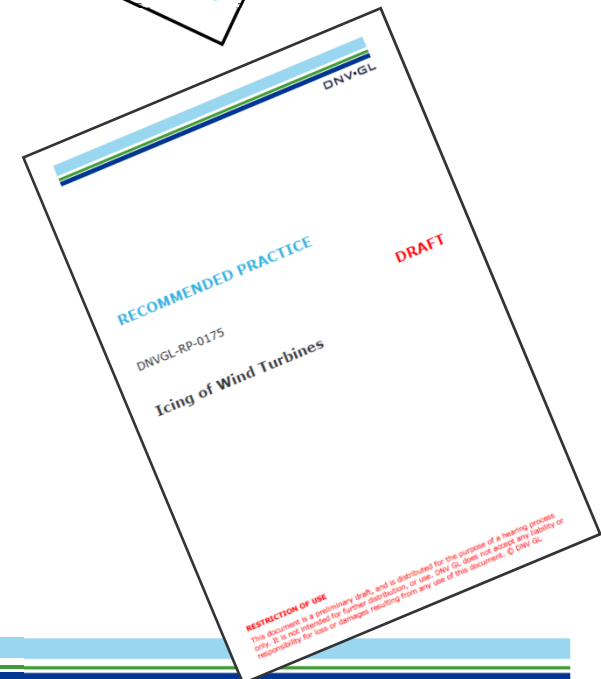 DNV·GL
RECOMMENDED PRACTICE
DRAFT
DNVGL-RP-0175
Icing of Wind Turbines
RESTRICTION OF USE
This document is a preliminary draft, and is distributed for the purpose of a hearing process
only. It is not intended for further distribution, or use. DNV GL does not accept any liability or
responsibility for loss or damages resulting from any use of this document. © DNV GL